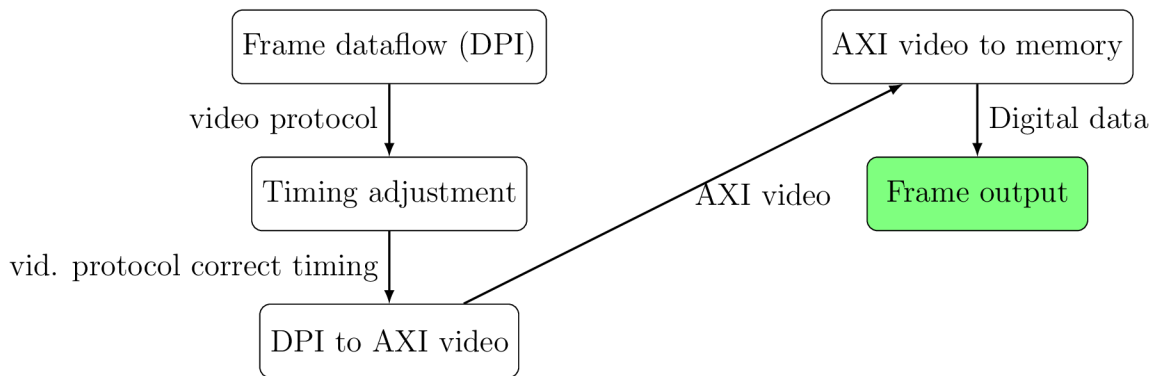 Frame dataflow (DPI)
video protocol
Timing adjustment
vid. protocol correct timing
DPI to AXI video
AXI video
AXI video to memory
Digital data
Frame output